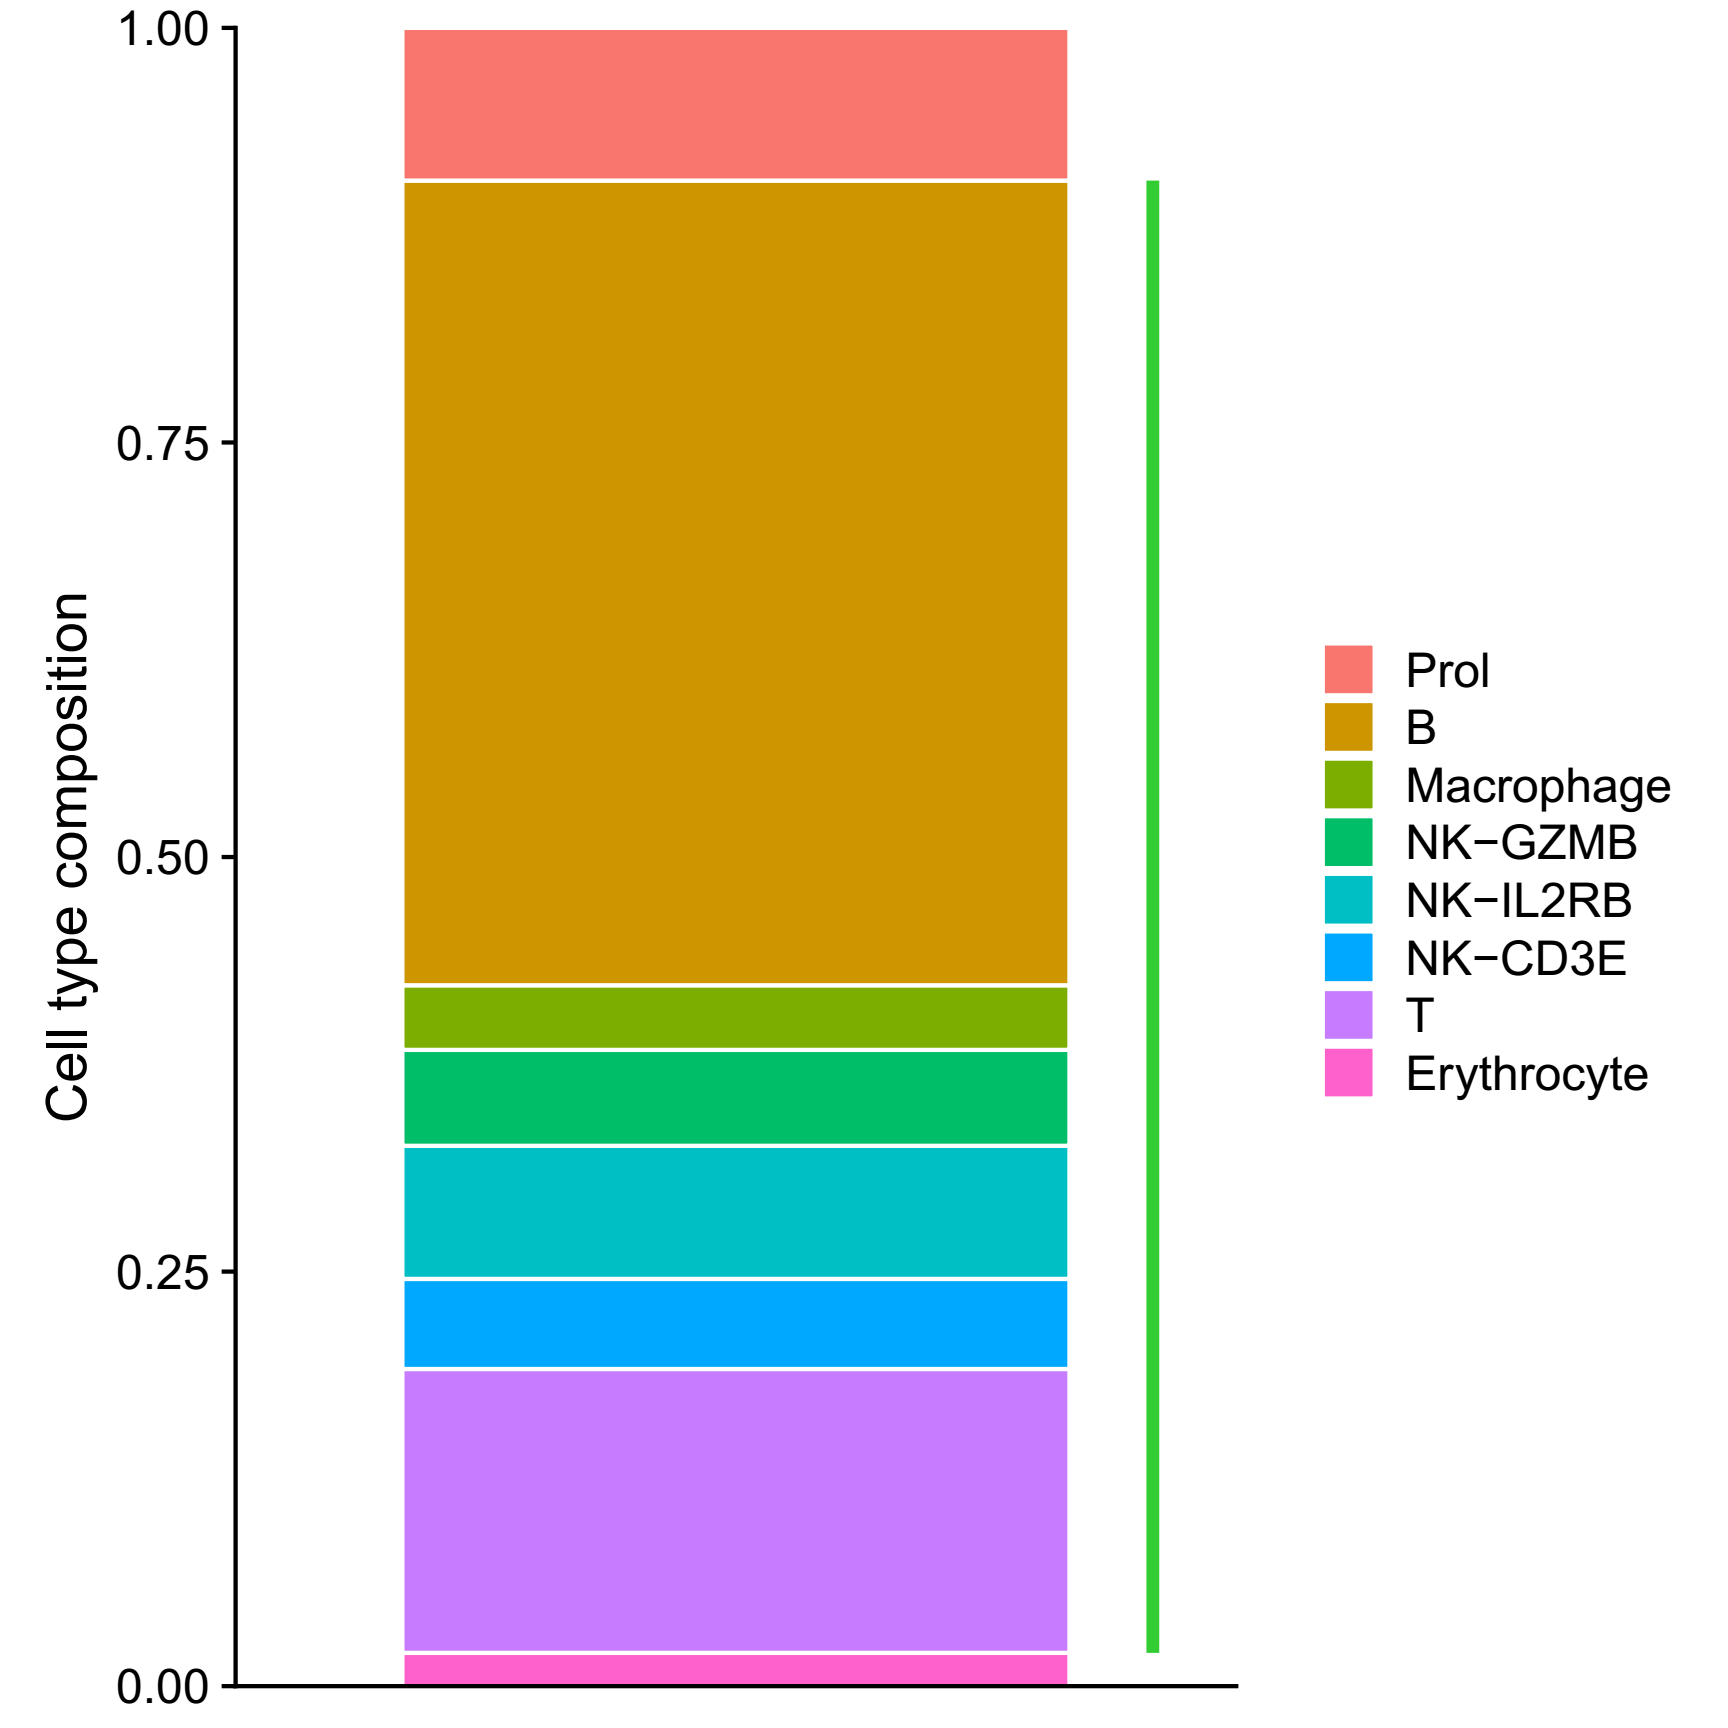 Cell type composition
1.00
0.75
0.50
0.25
0.00
Prol
B
Macrophage
NK−GZMB
NK−IL2RB
NK−CD3E
T
Erythrocyte